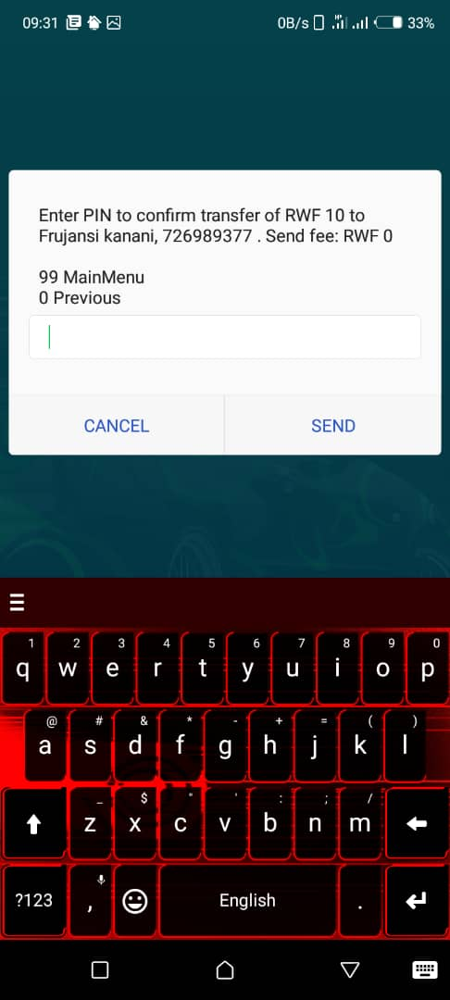 09:31
0B/s
33%
Enter PIN to confirm transfer of RWF 10 to
Frujansi kanani, 726989377 . Send fee: RWF 0
99 MainMenu
0 Previous
CANCEL
SEND
1 2 3 4 5 6 7 8 9 0
q w e r t y u i o p
@ # & * - + = ( )
a s d f g h j k l
_ $ " ' : ; /
z x c v b n m
?123 , English .